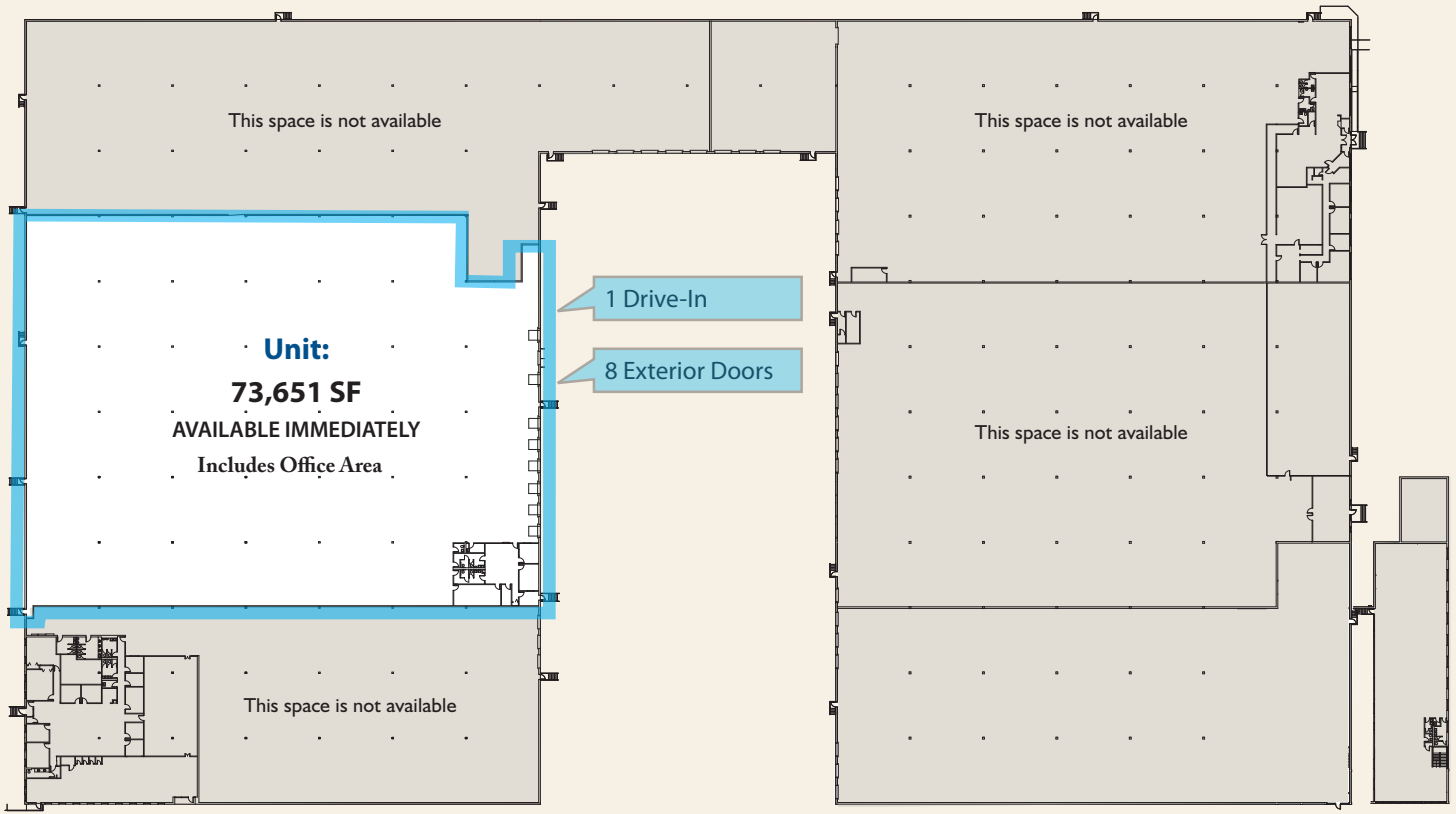 This space is not available
This space is not available
1 Drive-In
Unit:
73,651 SF
AVAILABLE IMMEDIATELY
Includes Office Area
8 Exterior Doors
This space is not available
This space is not available